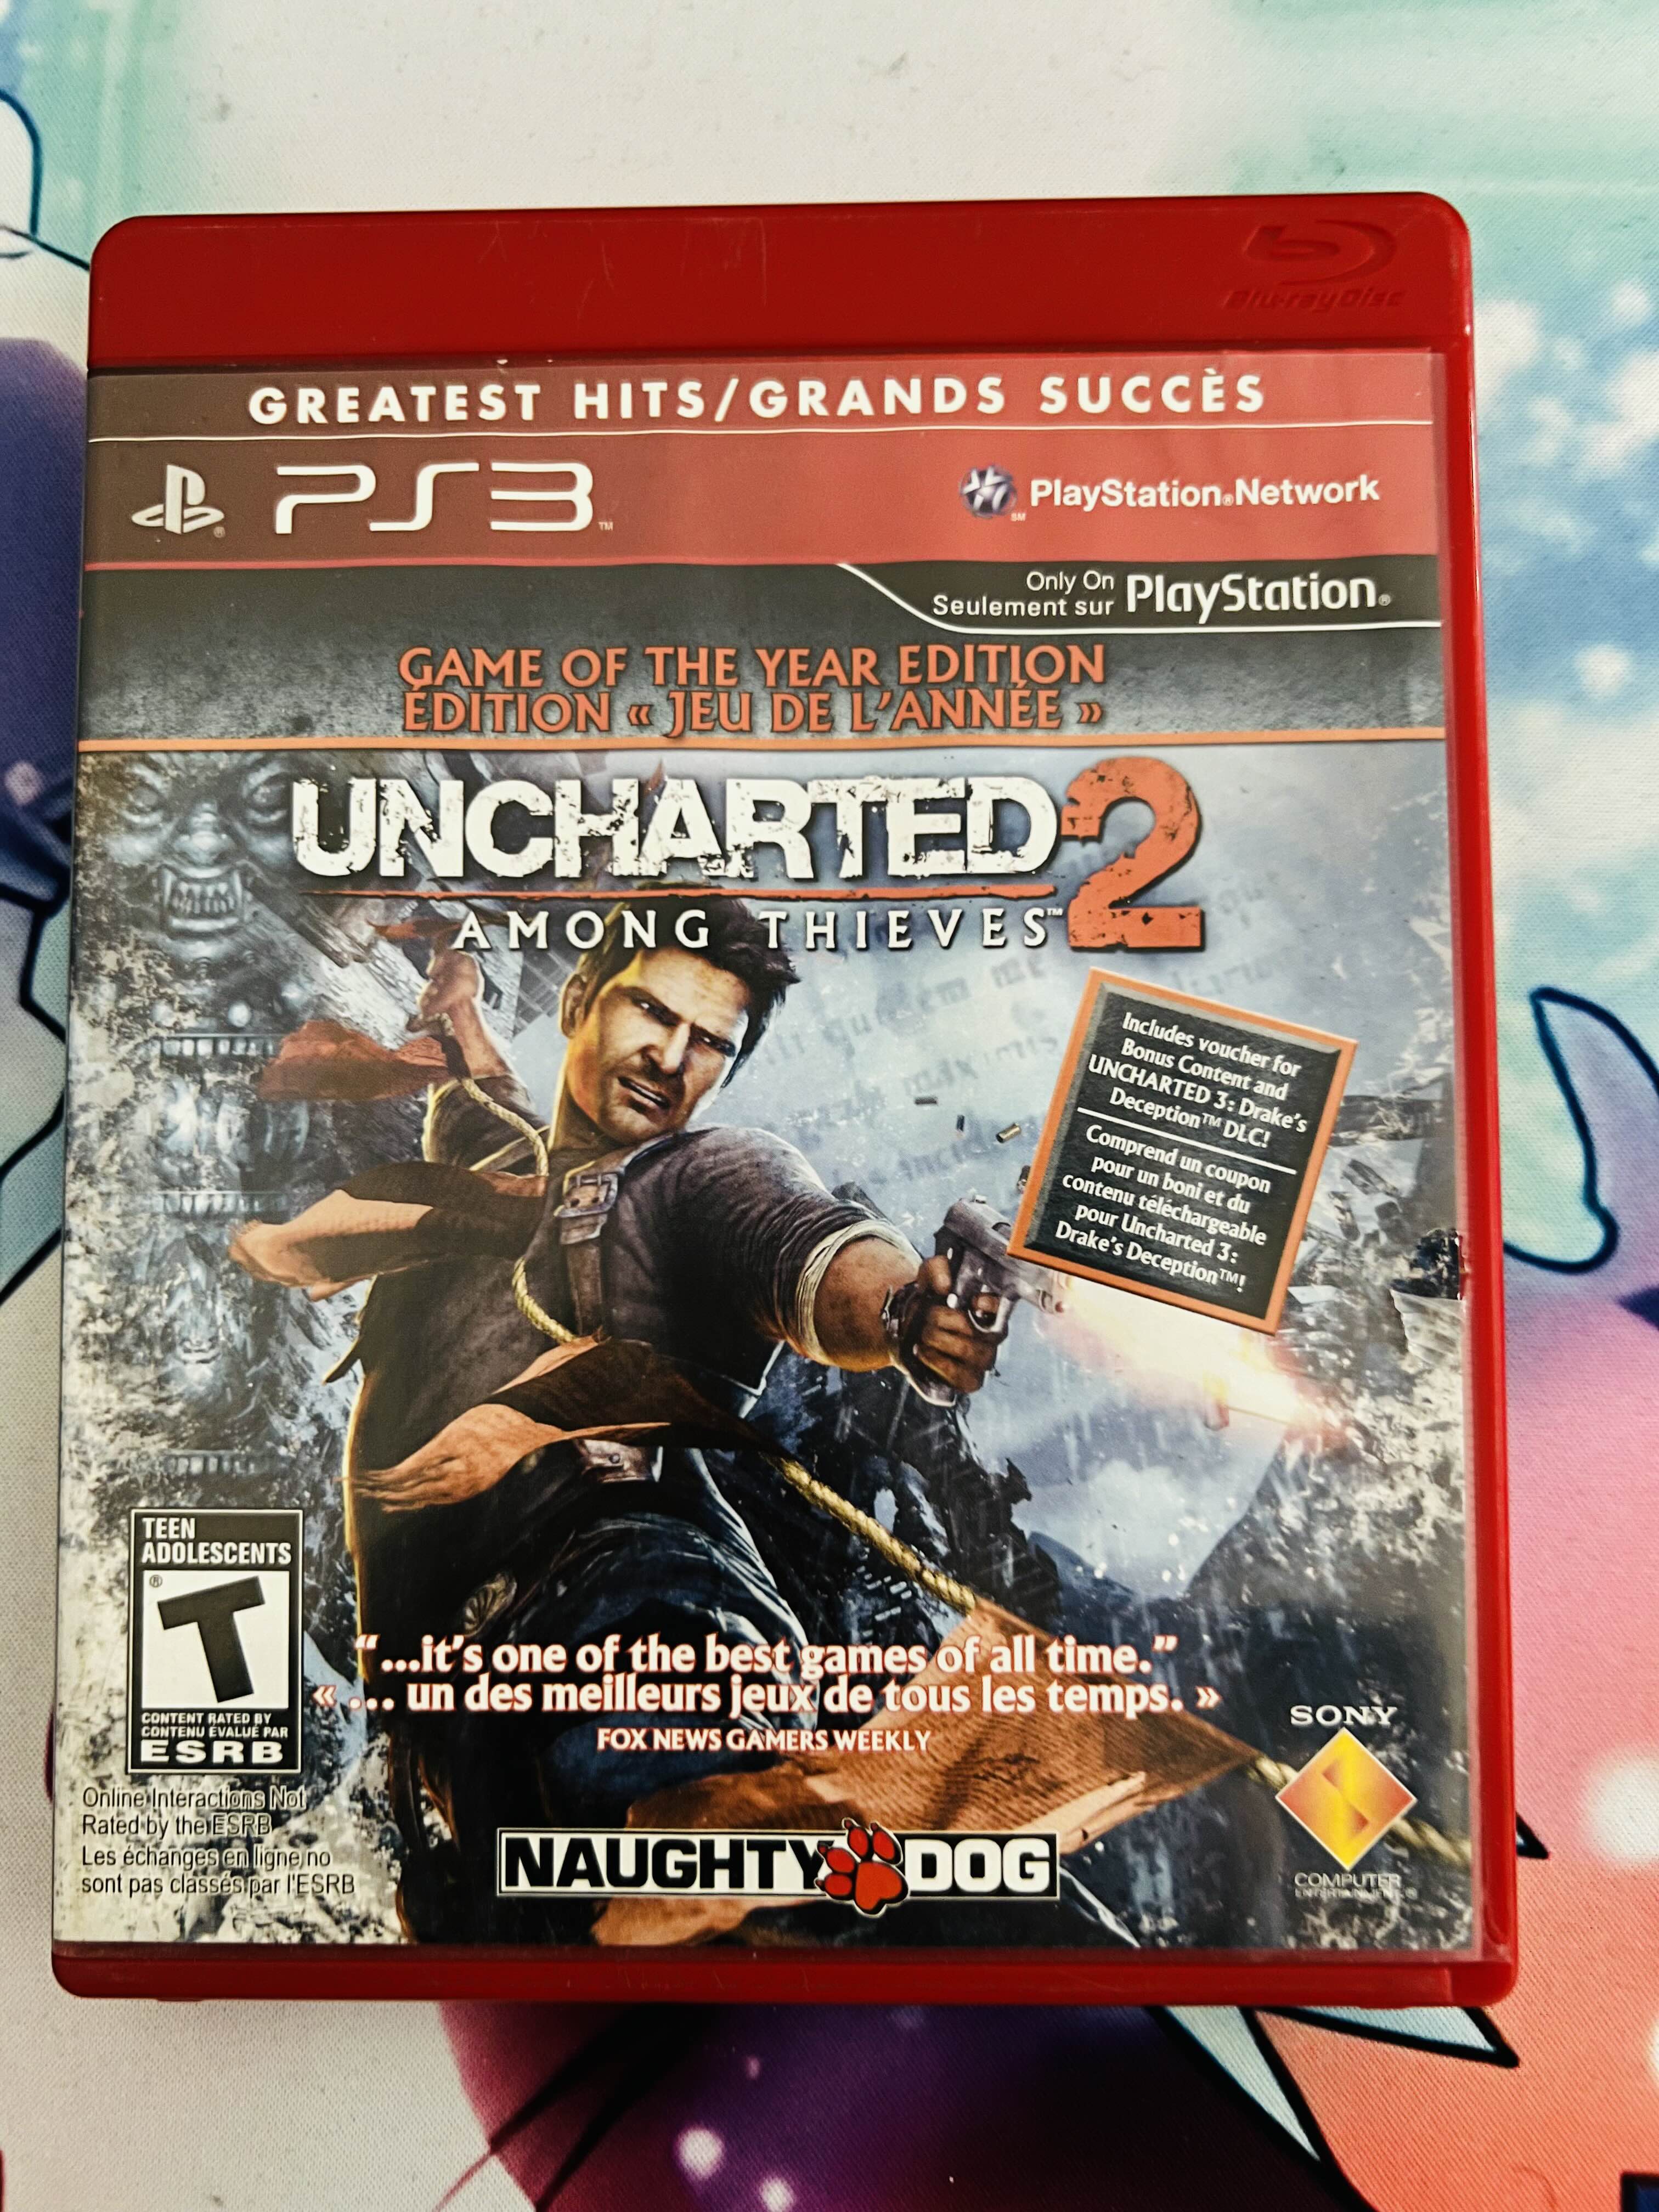 Blu-ray Disc
GREATEST HITS/GRANDS SUCCÈS
PS3™
PlayStation®Network
SM
Only On
Seulement sur
PlayStation®
GAME OF THE YEAR EDITION
ÉDITION « JEU DE L'ANNÉE »
UNCHARTED 2
AMONG THIEVES™
Includes voucher for
Bonus Content and
UNCHARTED 3: Drake's
Deception™ DLC!
Comprend un coupon
pour un boni et du
contenu téléchargeable
pour Uncharted 3:
Drake's Deception™!
TEEN
ADOLESCENTS
®
T
CONTENT RATED BY
CONTENU ÉVALUÉ PAR
ESRB
"...it's one of the best games of all time."
« ... un des meilleurs jeux de tous les temps. »
FOX NEWS GAMERS WEEKLY
Online Interactions Not
Rated by the ESRB
Les échanges en ligne no
sont pas classés par l'ESRB
NAUGHTY DOG
SONY
COMPUTER
ENTERTAINMENT®